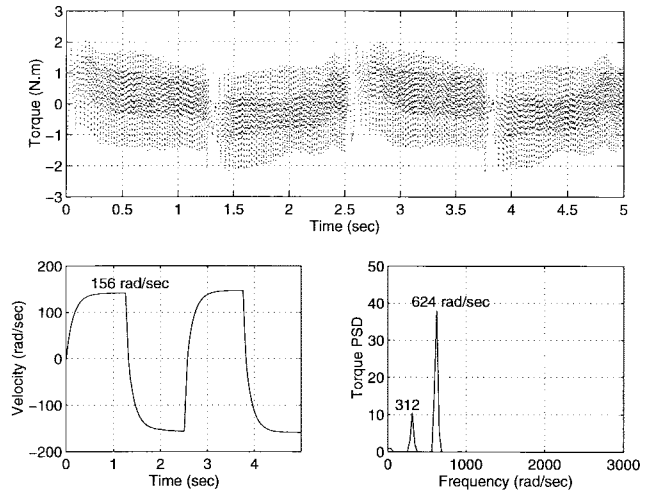 3
2
1
0
-1
-2
-3
Torque (N.m)
0 0.5 1 1.5 2 2.5 3 3.5 4 4.5 5
Time (sec)
200
100
0
-100
-200
Velocity (rad/sec)
156 rad/sec
0 1 2 3 4
Time (sec)
50
40
30
20
10
0
Torque PSD
624 rad/sec
312
0 1000 2000 3000
Frequency (rad/sec)